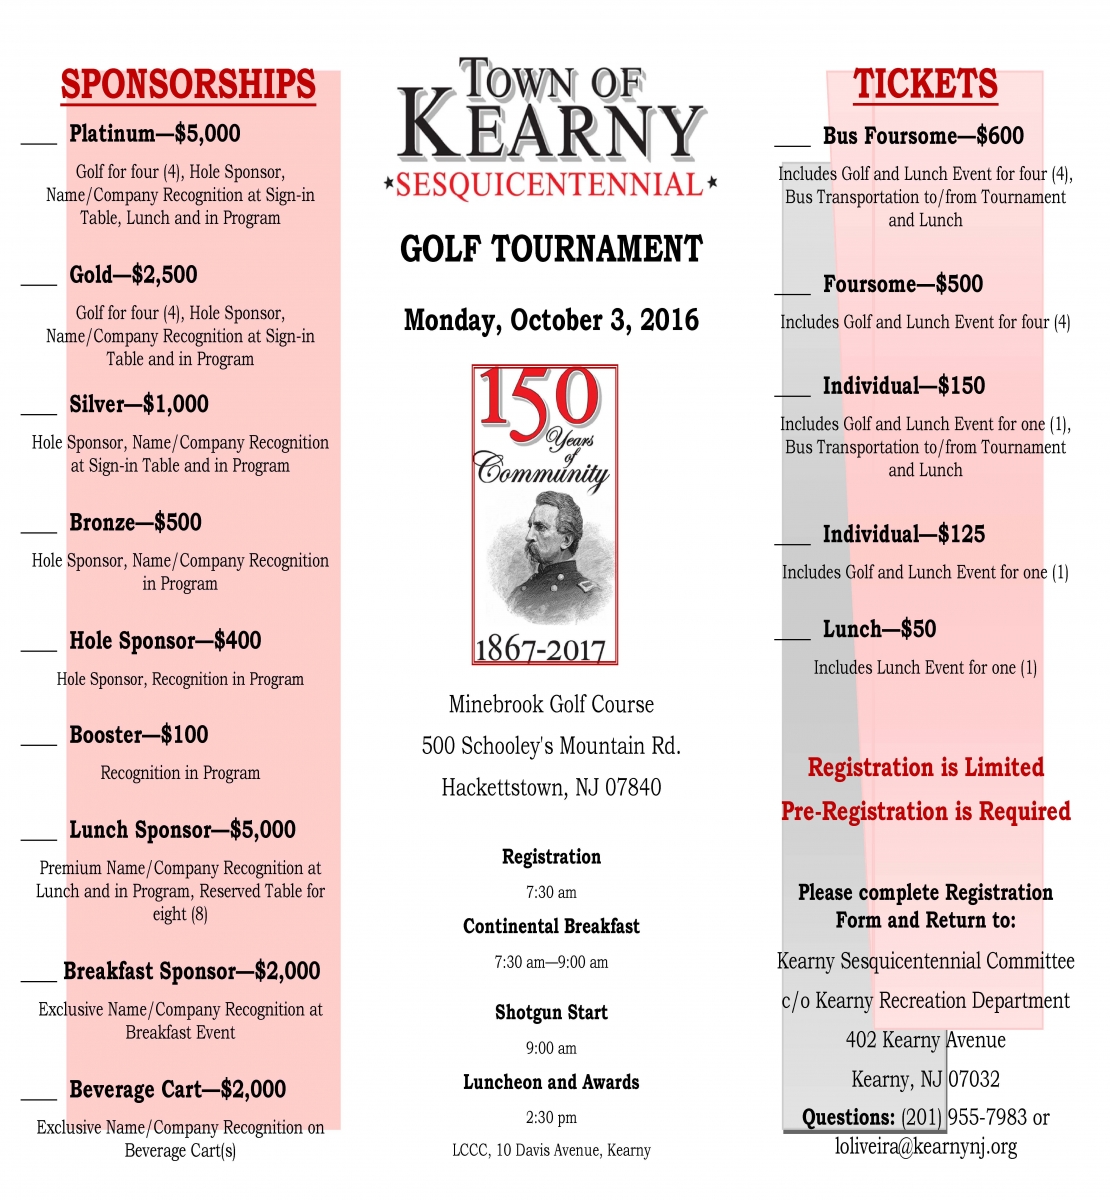 SPONSORSHIPS
____ Platinum—$5,000
Golf for four (4), Hole Sponsor,
Name/Company Recognition at Sign-in
Table, Lunch and in Program
____ Gold—$2,500
Golf for four (4), Hole Sponsor,
Name/Company Recognition at Sign-in
Table and in Program
____ Silver—$1,000
Hole Sponsor, Name/Company Recognition
at Sign-in Table and in Program
____ Bronze—$500
Hole Sponsor, Name/Company Recognition
in Program
____ Hole Sponsor—$400
Hole Sponsor, Recognition in Program
____ Booster—$100
Recognition in Program
____ Lunch Sponsor—$5,000
Premium Name/Company Recognition at
Lunch and in Program, Reserved Table for
eight (8)
____ Breakfast Sponsor—$2,000
Exclusive Name/Company Recognition at
Breakfast Event
____ Beverage Cart—$2,000
Exclusive Name/Company Recognition on
Beverage Cart(s)
TOWN OF
KEARNY
★SESQUICENTENNIAL★
GOLF TOURNAMENT
Monday, October 3, 2016
150
Years
of
Community
1867-2017
Minebrook Golf Course
500 Schooley's Mountain Rd.
Hackettstown, NJ 07840
Registration
7:30 am
Continental Breakfast
7:30 am—9:00 am
Shotgun Start
9:00 am
Luncheon and Awards
2:30 pm
LCCC, 10 Davis Avenue, Kearny
TICKETS
____ Bus Foursome—$600
Includes Golf and Lunch Event for four (4),
Bus Transportation to/from Tournament
and Lunch
____ Foursome—$500
Includes Golf and Lunch Event for four (4)
____ Individual—$150
Includes Golf and Lunch Event for one (1),
Bus Transportation to/from Tournament
and Lunch
____ Individual—$125
Includes Golf and Lunch Event for one (1)
____ Lunch—$50
Includes Lunch Event for one (1)
Registration is Limited
Pre-Registration is Required
Please complete Registration
Form and Return to:
Kearny Sesquicentennial Committee
c/o Kearny Recreation Department
402 Kearny Avenue
Kearny, NJ 07032
Questions: (201) 955-7983 or
loliveira@kearnynj.org